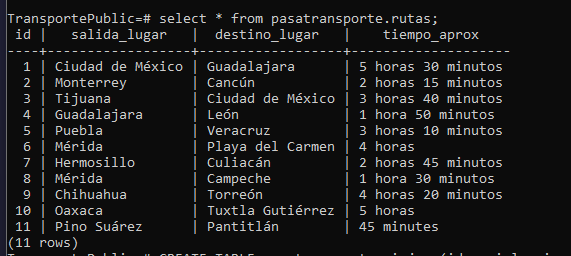 TransportePublic=# select * from pasatransporte.rutas;
 id |   salida_lugar   |  destino_lugar   |    tiempo_aprox
----+------------------+------------------+--------------------
  1 | Ciudad de México | Guadalajara      | 5 horas 30 minutos
  2 | Monterrey        | Cancún           | 2 horas 15 minutos
  3 | Tijuana          | Ciudad de México | 3 horas 40 minutos
  4 | Guadalajara      | León             | 1 hora 50 minutos
  5 | Puebla           | Veracruz         | 3 horas 10 minutos
  6 | Mérida           | Playa del Carmen | 4 horas
  7 | Hermosillo       | Culiacán         | 2 horas 45 minutos
  8 | Mérida           | Campeche         | 1 hora 30 minutos
  9 | Chihuahua        | Torreón          | 4 horas 20 minutos
 10 | Oaxaca           | Tuxtla Gutiérrez | 5 horas
 11 | Pino Suárez      | Pantitlán        | 45 minutes
(11 rows)